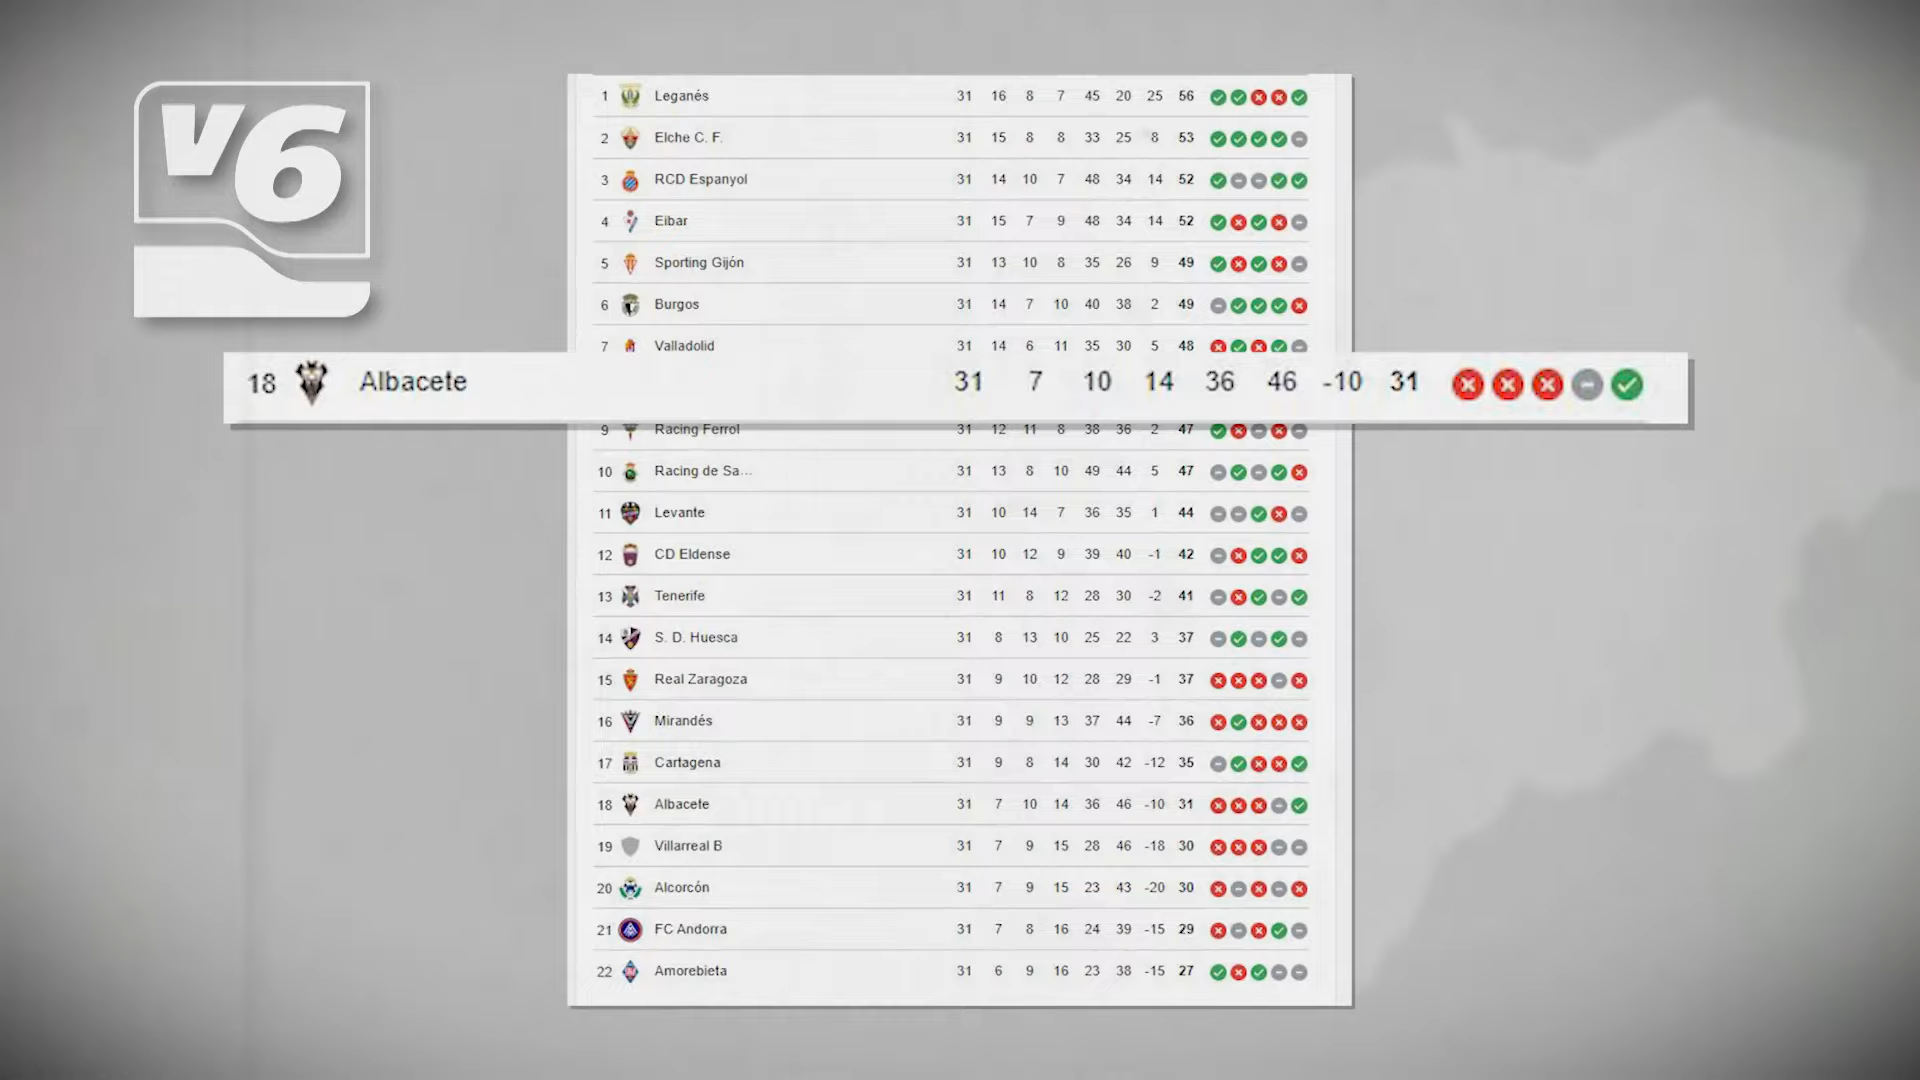 V6
1 Leganés 31 16 8 7 45 20 25 56
2 Elche C. F. 31 15 8 8 33 25 8 53
3 RCD Espanyol 31 14 10 7 48 34 14 52
4 Eibar 31 15 7 9 48 34 14 52
5 Sporting Gijón 31 13 10 8 35 26 9 49
6 Burgos 31 14 7 10 40 38 2 49
7 Valladolid 31 14 6 11 35 30 5 48
18 Albacete 31 7 10 14 36 46 -10 31
9 Racing Ferrol 31 12 11 8 38 36 2 47
10 Racing de Sa... 31 13 8 10 49 44 5 47
11 Levante 31 10 14 7 36 35 1 44
12 CD Eldense 31 10 12 9 39 40 -1 42
13 Tenerife 31 11 8 12 28 30 -2 41
14 S. D. Huesca 31 8 13 10 25 22 3 37
15 Real Zaragoza 31 9 10 12 28 29 -1 37
16 Mirandés 31 9 9 13 37 44 -7 36
17 Cartagena 31 9 8 14 30 42 -12 35
18 Albacete 31 7 10 14 36 46 -10 31
19 Villarreal B 31 7 9 15 28 46 -18 30
20 Alcorcón 31 7 9 15 23 43 -20 30
21 FC Andorra 31 7 8 16 24 39 -15 29
22 Amorebieta 31 6 9 16 23 38 -15 27